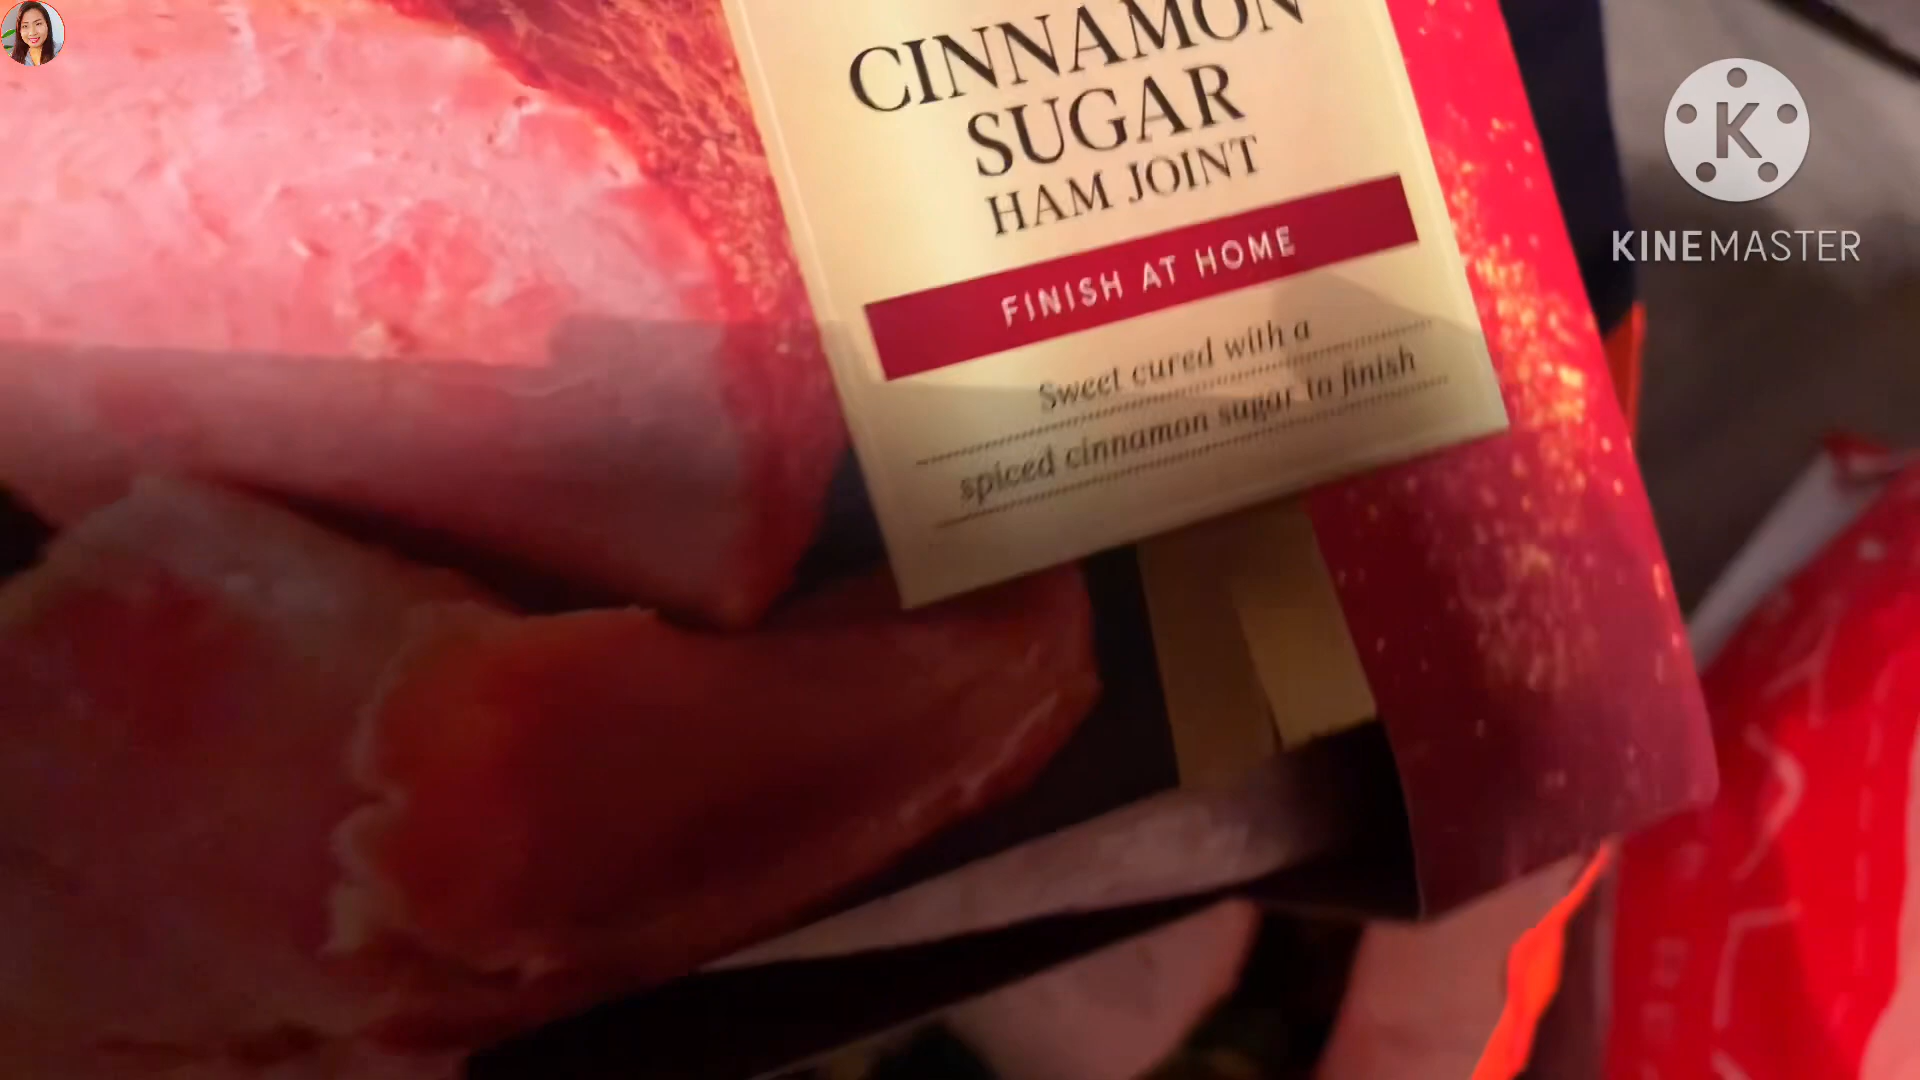 CINNAMON
SUGAR
HAM JOINT
FINISH AT HOME
Sweet cured with a
spiced cinnamon sugar to finish
K
KINEMASTER